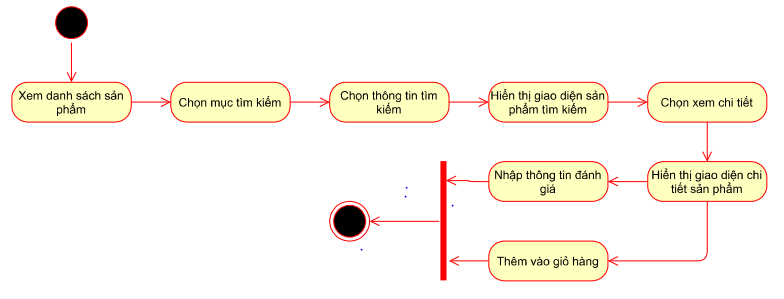 Xem danh sách sản
phẩm
Chọn mục tìm kiếm
Chọn thông tin tìm
kiếm
Hiển thị giao diện sản
phẩm tìm kiếm
Chọn xem chi tiết
Nhập thông tin đánh
giá
Hiển thị giao diện chi
tiết sản phẩm
Thêm vào giỏ hàng